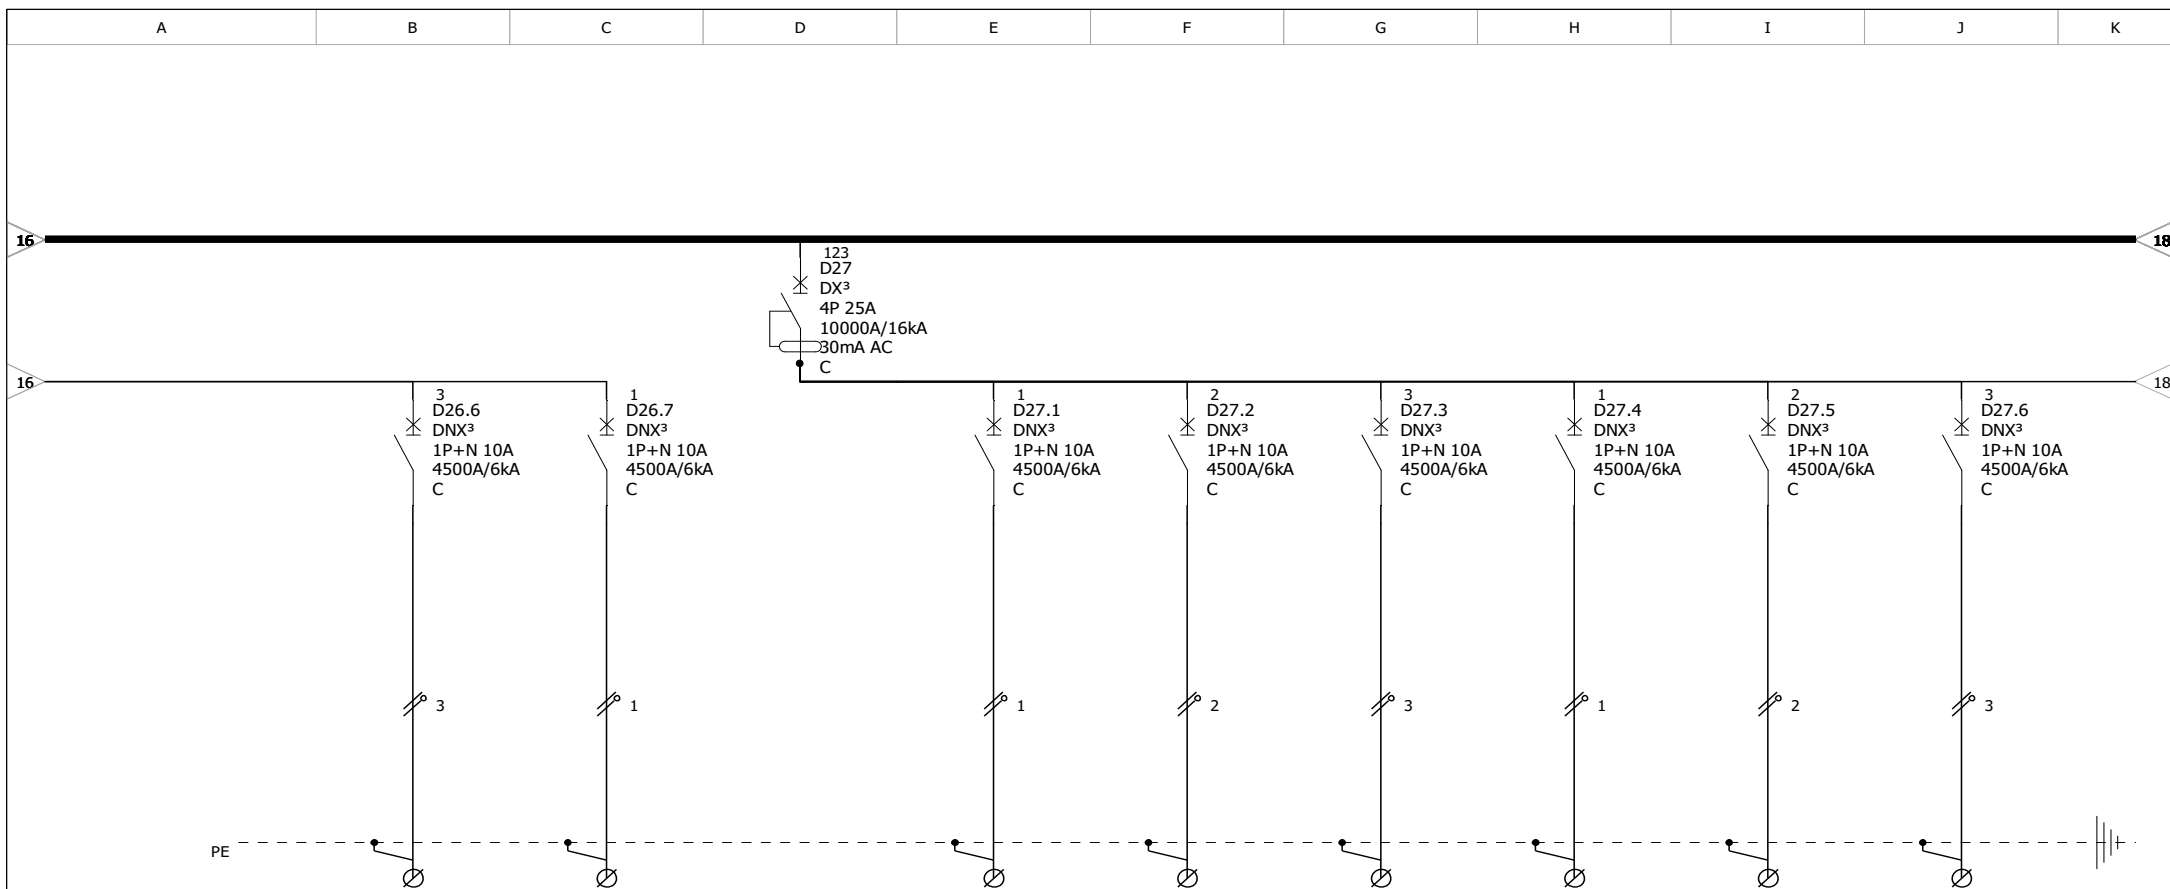 A B C D E F G H I J K
16 18
123
D27
DX³
4P 25A
10000A/16kA
30mA AC
C
16 18
3 1 1 2 3 1 2 3
D26.6 D26.7 D27.1 D27.2 D27.3 D27.4 D27.5 D27.6
DNX³ DNX³ DNX³ DNX³ DNX³ DNX³ DNX³ DNX³
1P+N 10A 1P+N 10A 1P+N 10A 1P+N 10A 1P+N 10A 1P+N 10A 1P+N 10A 1P+N 10A
4500A/6kA 4500A/6kA 4500A/6kA 4500A/6kA 4500A/6kA 4500A/6kA 4500A/6kA 4500A/6kA
C C C C C C C C
3 1 1 2 3 1 2 3
PE